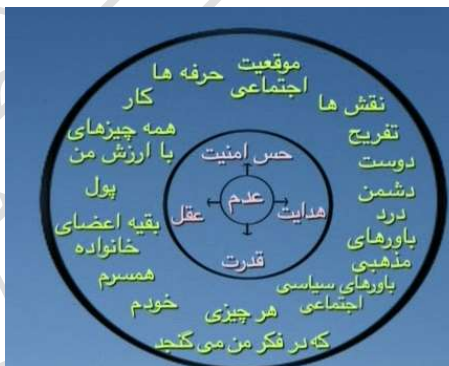 موقعیت
اجتماعی
حرفه ها
کار
نقش ها
همه چیزهای
با ارزش من
تفریح
دوست
پول
دشمن
درد
بقیه اعضای
خانواده
باورهای
مذهبی
همسرم
باورهای سیاسی
اجتماعی
خودم
هر چیزی
که در فکر من می گنجد
حس امنیت
عقل
عدم
هدایت
قدرت